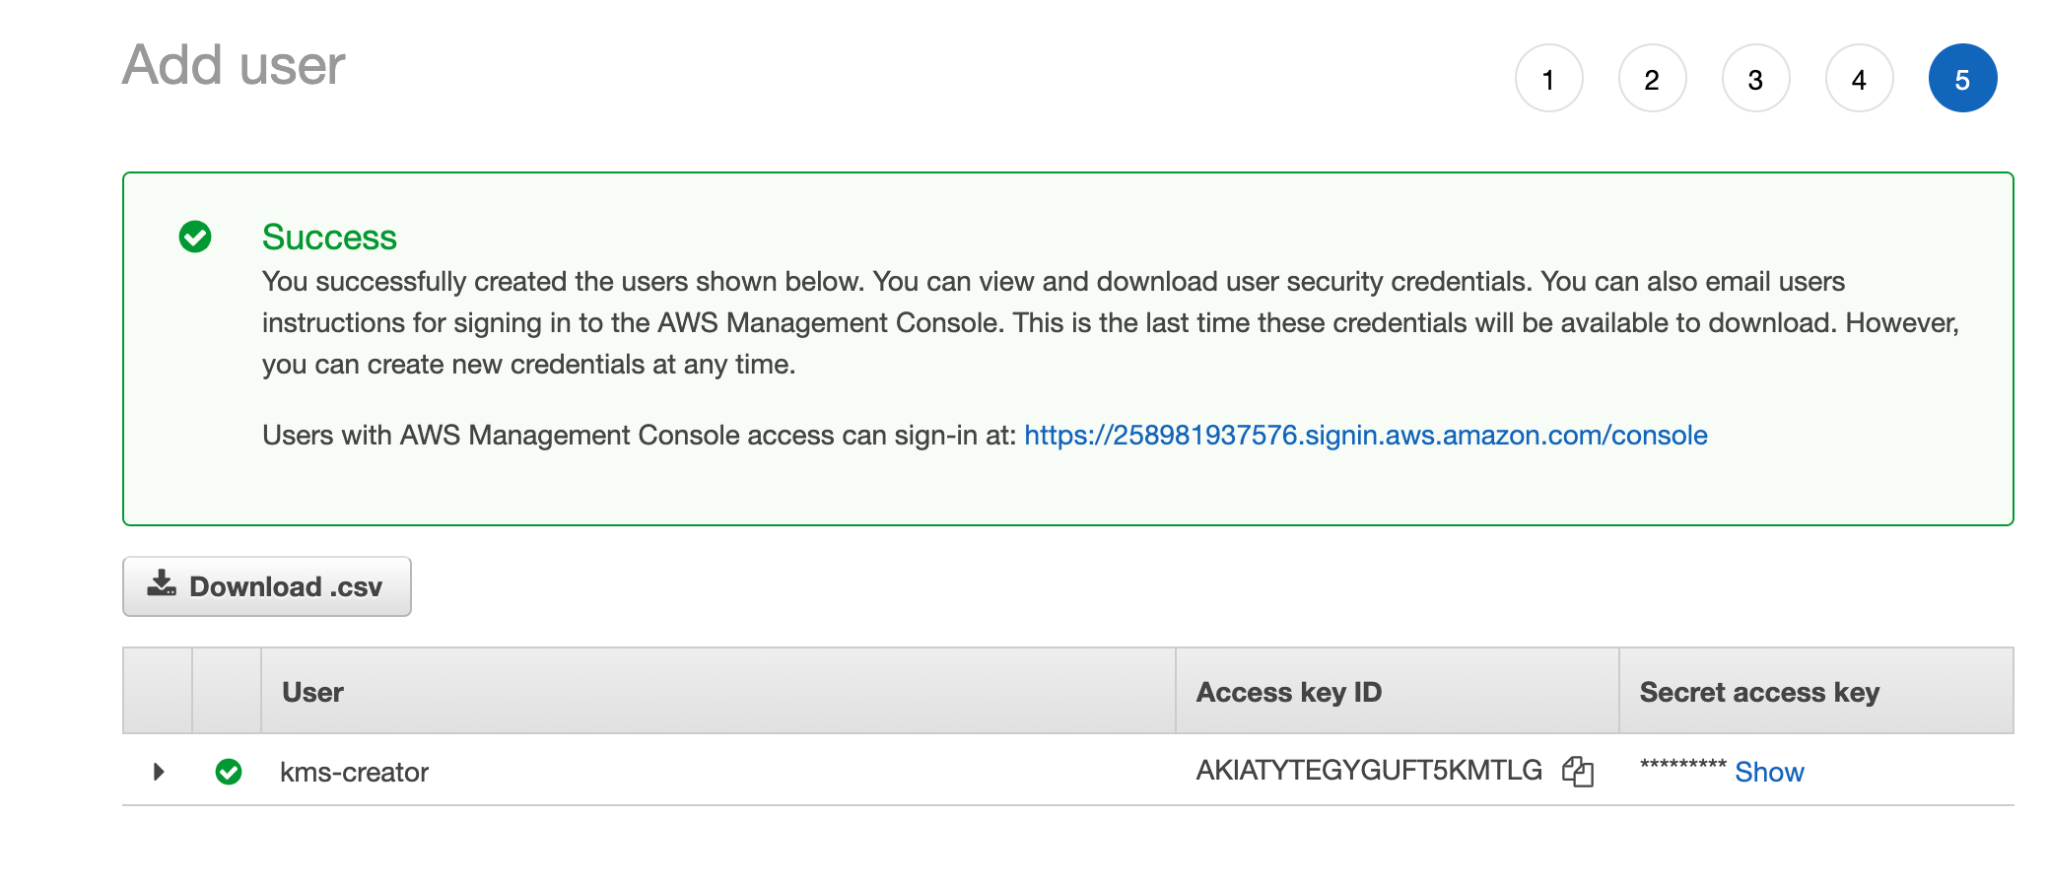 Add user
1 2 3 4 5
Success
You successfully created the users shown below. You can view and download user security credentials. You can also email users
instructions for signing in to the AWS Management Console. This is the last time these credentials will be available to download. However,
you can create new credentials at any time.
Users with AWS Management Console access can sign-in at: https://258981937576.signin.aws.amazon.com/console
Download .csv
User Access key ID Secret access key
kms-creator AKIATYTEGYGUFT5KMTLG ********* Show